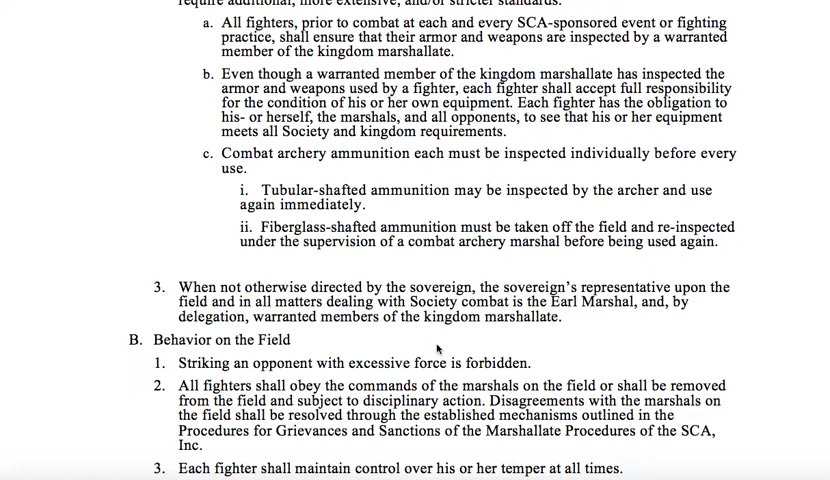 require additional, more extensive, and/or stricter standards.
a. All fighters, prior to combat at each and every SCA-sponsored event or fighting
practice, shall ensure that their armor and weapons are inspected by a warranted
member of the kingdom marshallate.
b. Even though a warranted member of the kingdom marshallate has inspected the
armor and weapons used by a fighter, each fighter shall accept full responsibility
for the condition of his or her own equipment. Each fighter has the obligation to
his- or herself, the marshals, and all opponents, to see that his or her equipment
meets all Society and kingdom requirements.
c. Combat archery ammunition each must be inspected individually before every
use.
i. Tubular-shafted ammunition may be inspected by the archer and use
again immediately.
ii. Fiberglass-shafted ammunition must be taken off the field and re-inspected
under the supervision of a combat archery marshal before being used again.
3. When not otherwise directed by the sovereign, the sovereign’s representative upon the
field and in all matters dealing with Society combat is the Earl Marshal, and, by
delegation, warranted members of the kingdom marshallate.
B. Behavior on the Field
1. Striking an opponent with excessive force is forbidden.
2. All fighters shall obey the commands of the marshals on the field or shall be removed
from the field and subject to disciplinary action. Disagreements with the marshals on
the field shall be resolved through the established mechanisms outlined in the
Procedures for Grievances and Sanctions of the Marshallate Procedures of the SCA,
Inc.
3. Each fighter shall maintain control over his or her temper at all times.